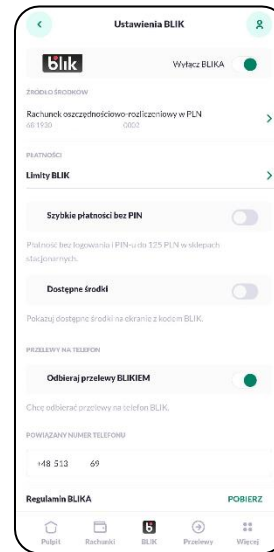 Ustawienia BLIK
blik
Wyłącz BLIKA
ŹRÓDŁO ŚRODKÓW
Rachunek oszczędnościowo-rozliczeniowy w PLN
68 1930 0002
PŁATNOŚCI
Limity BLIK
Szybkie płatności bez PIN
Płatność bez logowania i PIN-u do 125 PLN w sklepach
stacjonarnych.
Dostępne środki
Pokazuj dostępne środki na ekranie z kodem BLIK.
PRZELEWY NA TELEFON
Odbieraj przelewy BLIKIEM
Chcę odbierać przelewy na telefon BLIK.
POWIĄZANY NUMER TELEFONU
+48 513 69
Regulamin BLIKA POBIERZ
Pulpit Rachunki BLIK Przelewy Więcej